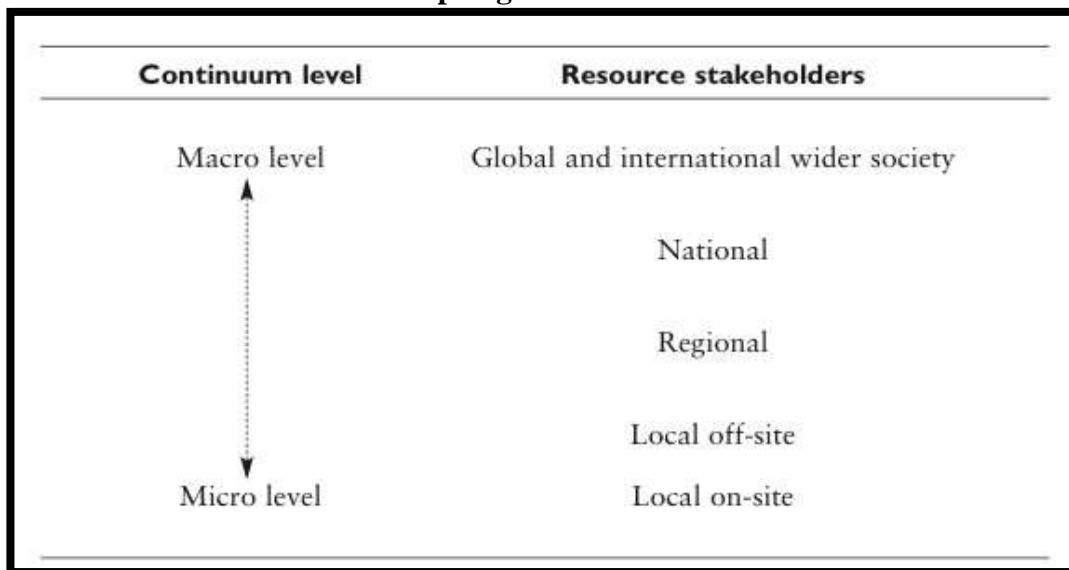 Continuum level Resource stakeholders
Macro level Global and international wider society
National
Regional
Local off-site
Micro level Local on-site